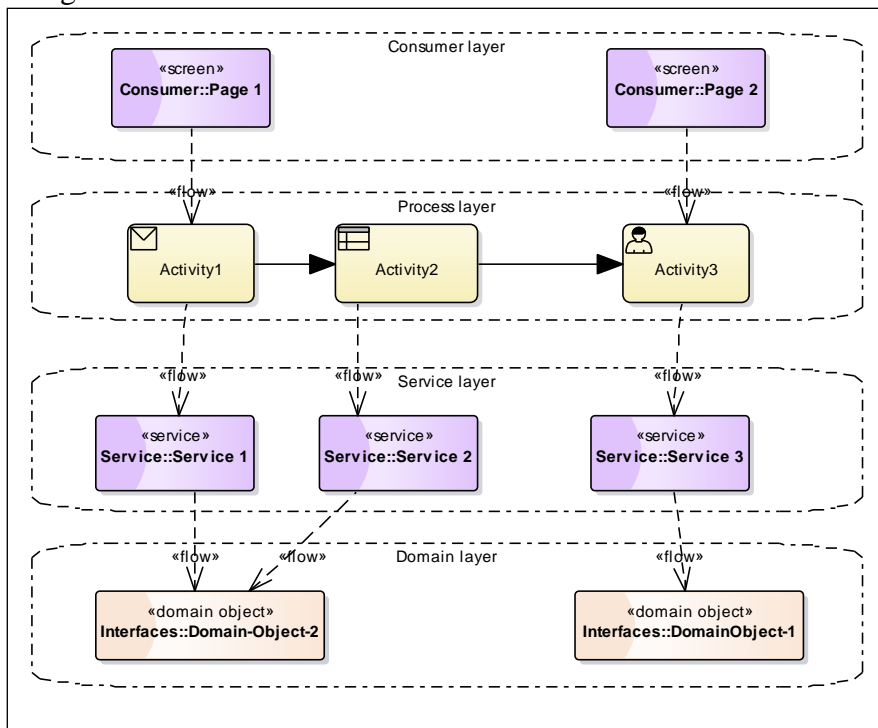 Consumer layer
«screen»
Consumer::Page 1
«screen»
Consumer::Page 2
«flow»
«flow»
Process layer
Activity1
Activity2
Activity3
«flow»
«flow»
«flow»
Service layer
«service»
Service::Service 1
«service»
Service::Service 2
«service»
Service::Service 3
«flow»
«flow»
«flow»
Domain layer
«domain object»
Interfaces::Domain-Object-2
«domain object»
Interfaces::DomainObject-1